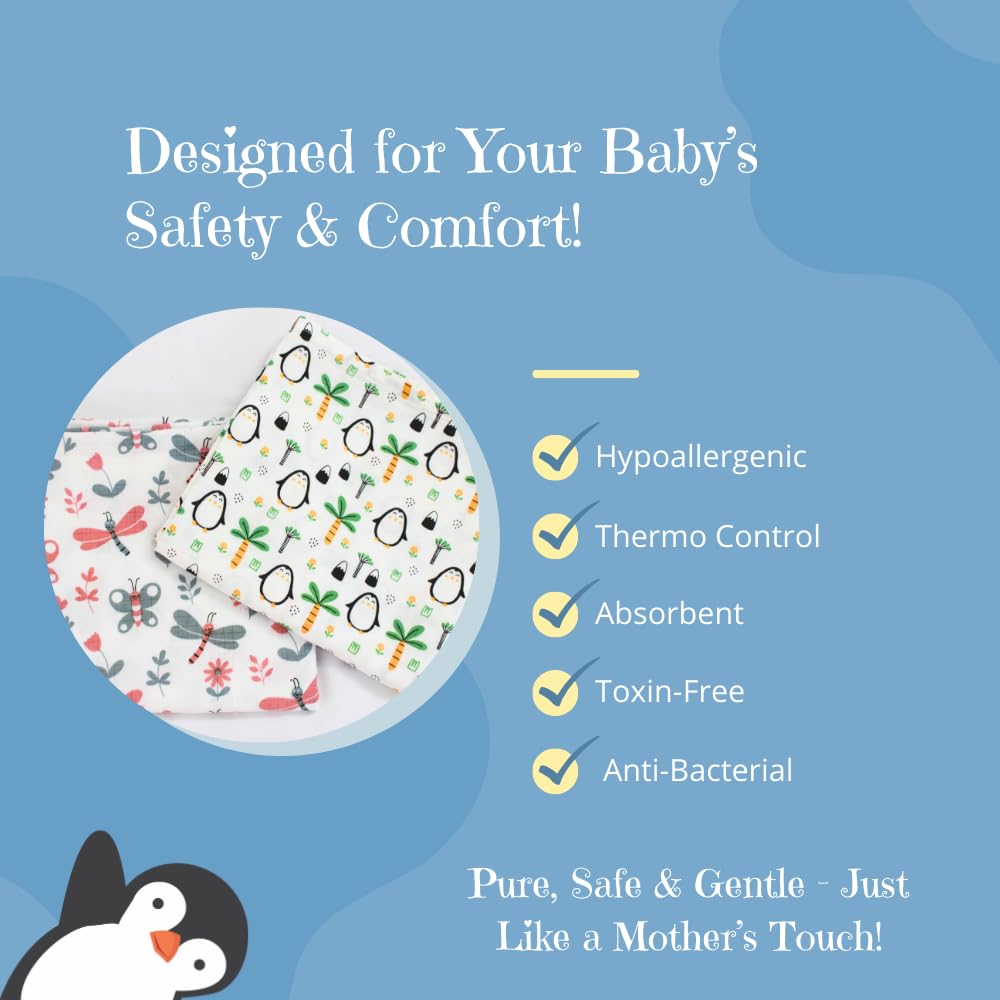 Designed for Your Baby's
Safety & Comfort!
Hypoallergenic
Thermo Control
Absorbent
Toxin-Free
Anti-Bacterial
Pure, Safe & Gentle - Just
Like a Mother's Touch!